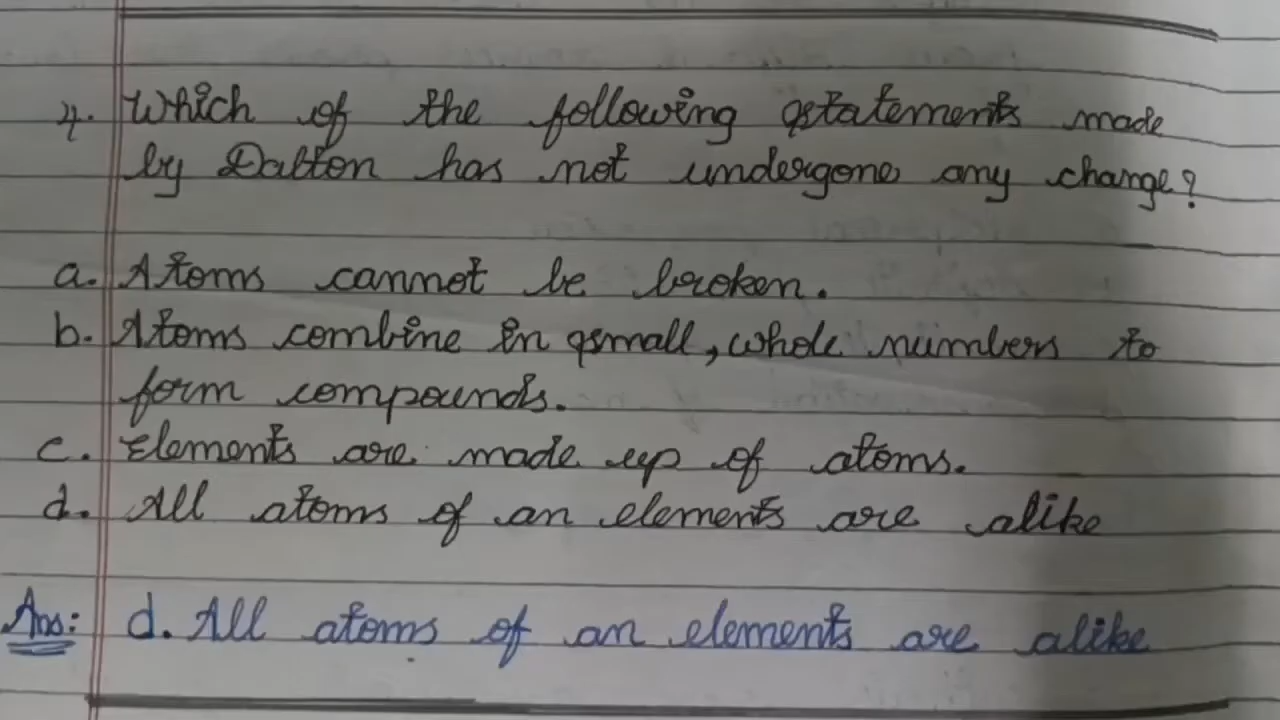 4. Which of the following statements made
by Dalton has not undergone any change?
a. Atoms cannot be broken.
b. Atoms combine in small, whole numbers to
form compounds.
c. Elements are made up of atoms.
d. All atoms of an elements are alike
Ans: d. All atoms of an elements are alike